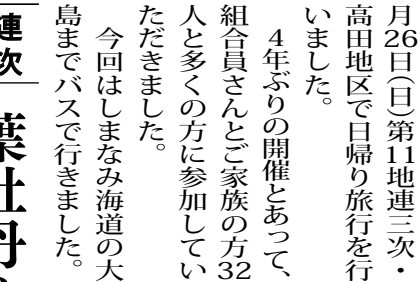 月26日(日)第11地連三次・
高田地区で日帰り旅行を行
いました。
　4年ぶりの開催とあって、
組合員さんとご家族の方32
人と多くの方に参加してい
ただきました。
　今回はしまなみ海道の大
島までバスで行きました。
連次
葉牡丹